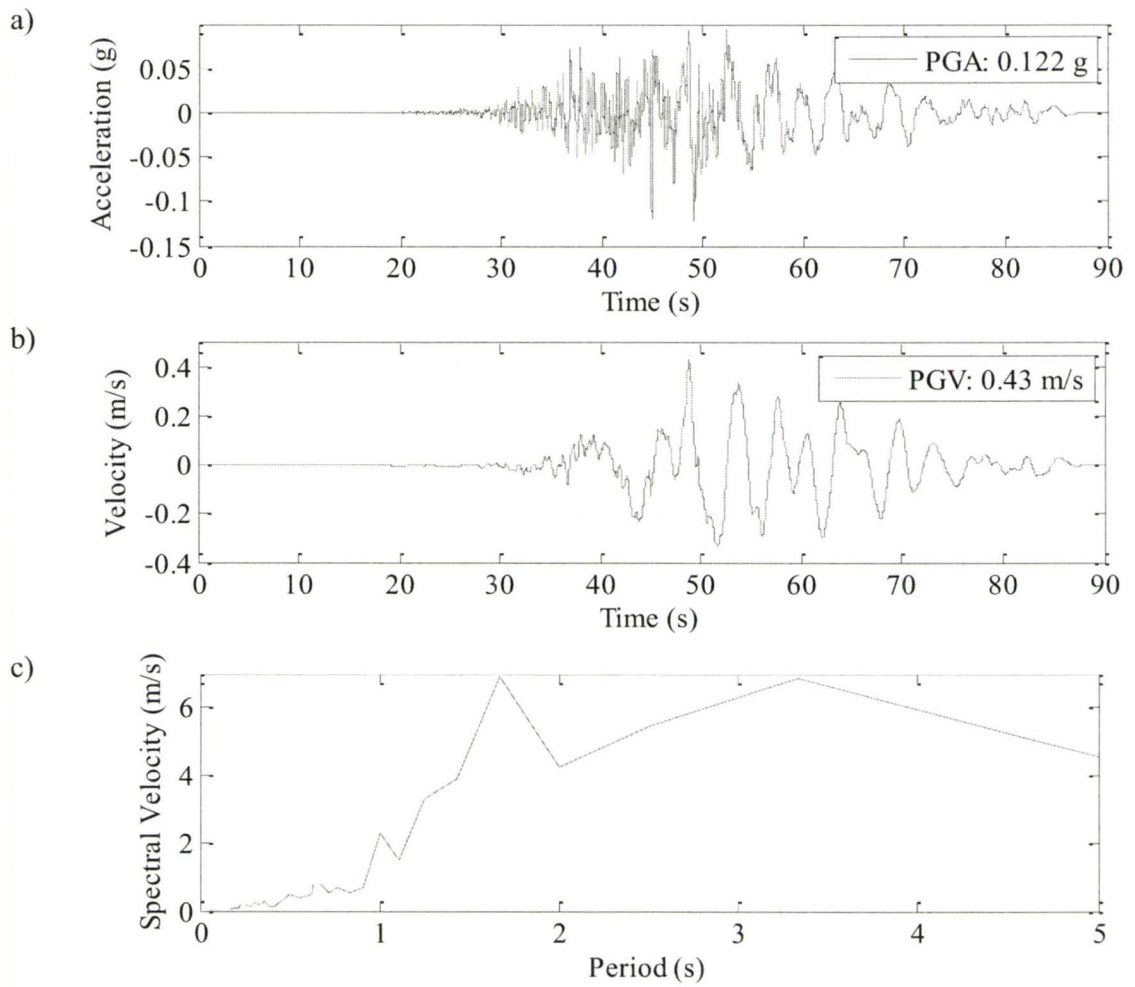 a)
Acceleration (g)
0.05
0
-0.05
-0.1
-0.15
PGA: 0.122 g
0 10 20 30 40 50 60 70 80 90
Time (s)
b)
Velocity (m/s)
0.4
0.2
0
-0.2
-0.4
PGV: 0.43 m/s
0 10 20 30 40 50 60 70 80 90
Time (s)
c)
Spectral Velocity (m/s)
6
4
2
0
0 1 2 3 4 5
Period (s)